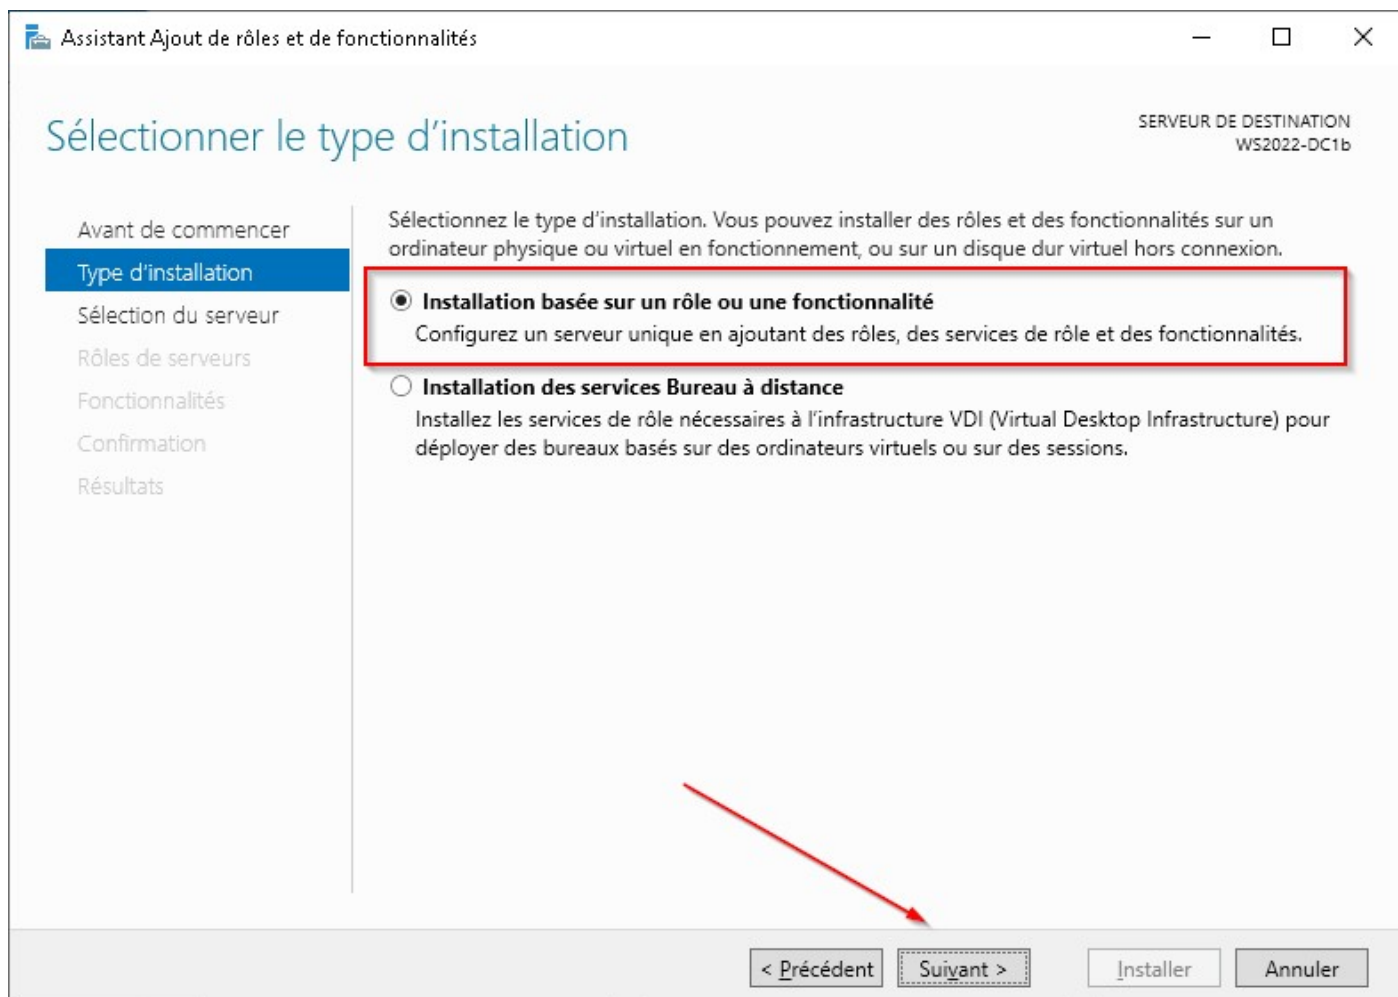 Assistant Ajout de rôles et de fonctionnalités
Sélectionner le type d’installation
SERVEUR DE DESTINATION
WS2022-DC1b
Avant de commencer
Type d’installation
Sélection du serveur
Rôles de serveurs
Fonctionnalités
Confirmation
Résultats
Sélectionnez le type d’installation. Vous pouvez installer des rôles et des fonctionnalités sur un
ordinateur physique ou virtuel en fonctionnement, ou sur un disque dur virtuel hors connexion.
Installation basée sur un rôle ou une fonctionnalité
Configurez un serveur unique en ajoutant des rôles, des services de rôle et des fonctionnalités.
Installation des services Bureau à distance
Installez les services de rôle nécessaires à l’infrastructure VDI (Virtual Desktop Infrastructure) pour
déployer des bureaux basés sur des ordinateurs virtuels ou sur des sessions.
< Précédent Suivant > Installer Annuler